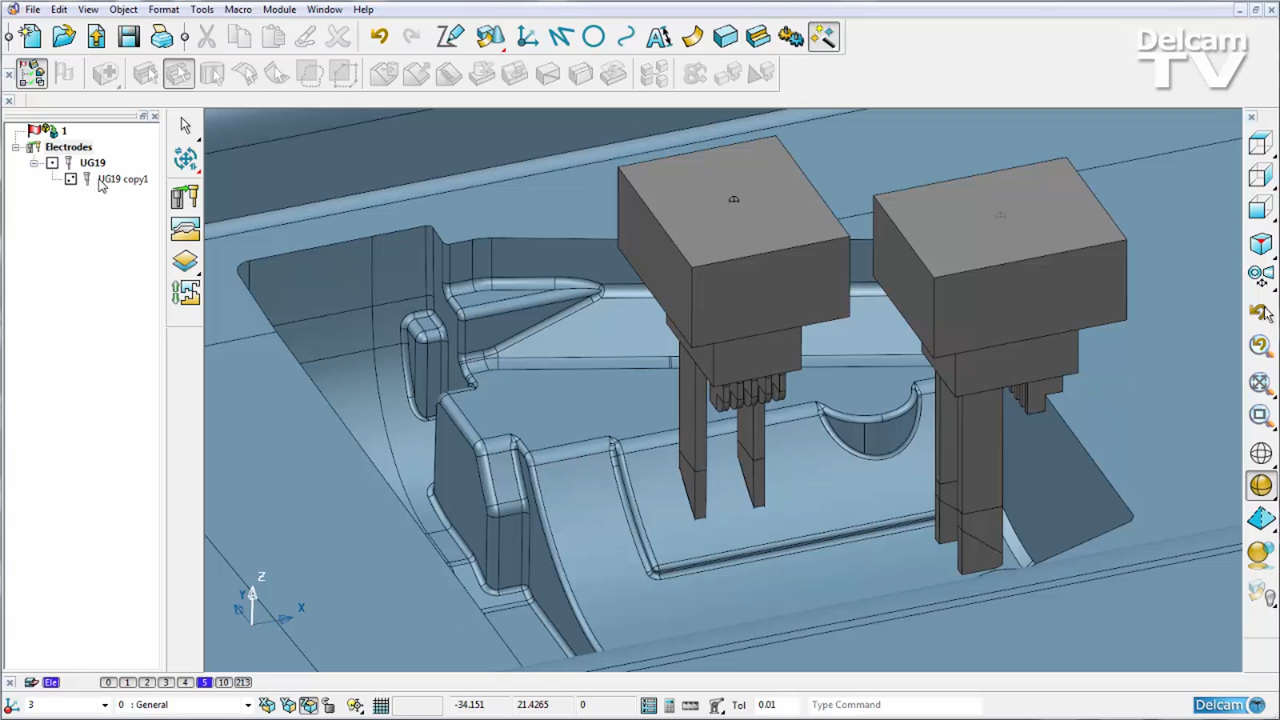 File Edit View Object Format Tools Macro Module Window Help
Delcam
TV
1
Electrodes
UG19
UG19 copy1
Z
Y
X
Ele 0 1 2 3 4 5 10 213
3 0 : General -34.151 21.4265 0 Tol 0.01 Type Command Delcam